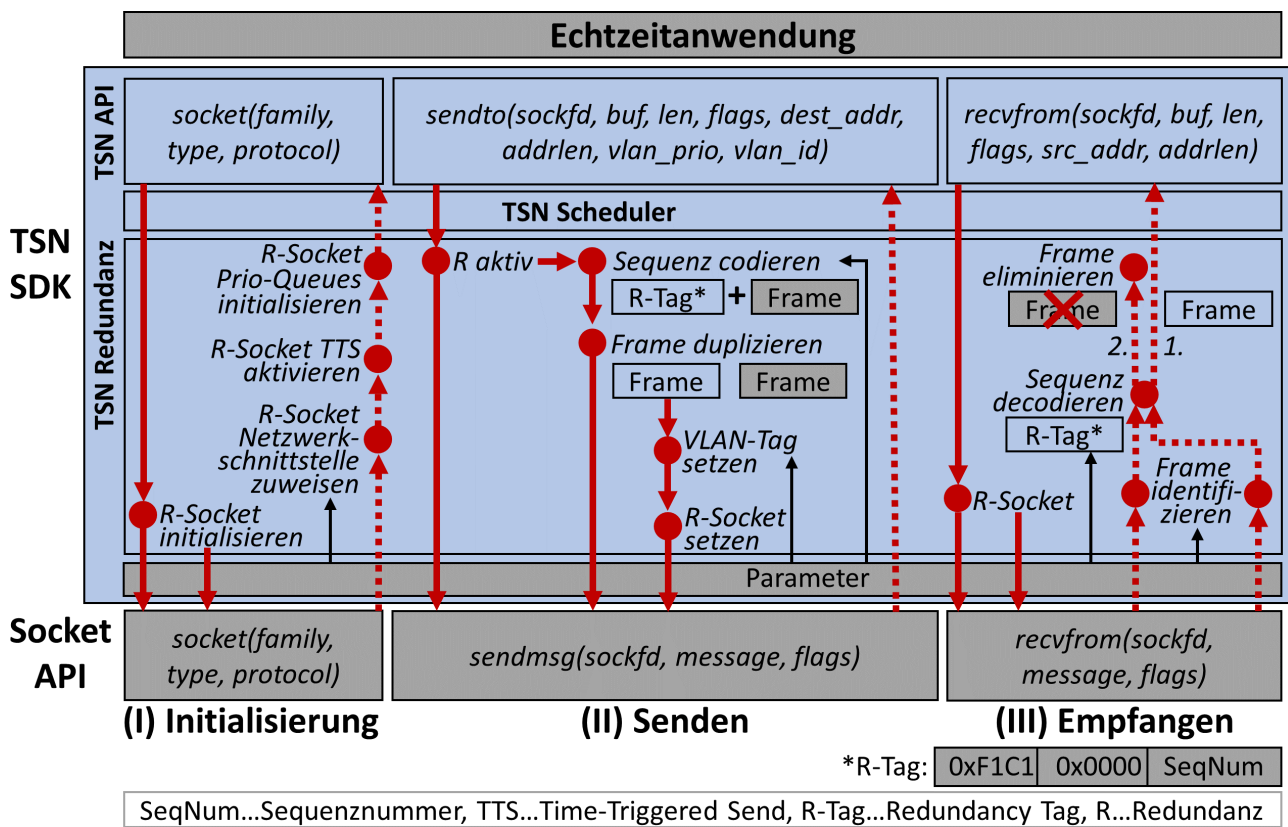 Echtzeitanwendung
TSN API
socket(family,
type, protocol)
sendto(sockfd, buf, len, flags, dest_addr,
addrlen, vlan_prio, vlan_id)
recvfrom(sockfd, buf, len,
flags, src_addr, addrlen)
TSN Scheduler
TSN
SDK
TSN Redundanz
R-Socket
Prio-Queues
initialisieren
R-Socket TTS
aktivieren
R-Socket
Netzwerk-
schnittstelle
zuweisen
R-Socket
initialisieren
R aktiv
Sequenz codieren
R-Tag* + Frame
Frame duplizieren
Frame Frame
VLAN-Tag
setzen
R-Socket
setzen
Frame
eliminieren
Frame Frame
2. 1.
Sequenz
decodieren
R-Tag*
R-Socket
Frame
identifi-
zieren
Parameter
Socket
API
socket(family,
type, protocol)
sendmsg(sockfd, message, flags)
recvfrom(sockfd,
message, flags)
(I) Initialisierung
(II) Senden
(III) Empfangen
*R-Tag: 0xF1C1 0x0000 SeqNum
SeqNum...Sequenznummer, TTS...Time-Triggered Send, R-Tag...Redundancy Tag, R...Redundanz